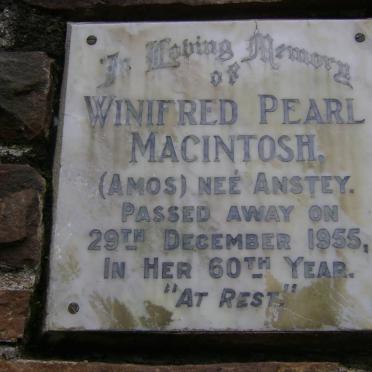 In Loving Memory
of
WINIFRED PEARL
MACINTOSH,
(AMOS) NEÉ ANSTEY.
PASSED AWAY ON
29TH DECEMBER 1955,
IN HER 60TH YEAR.
"AT REST."